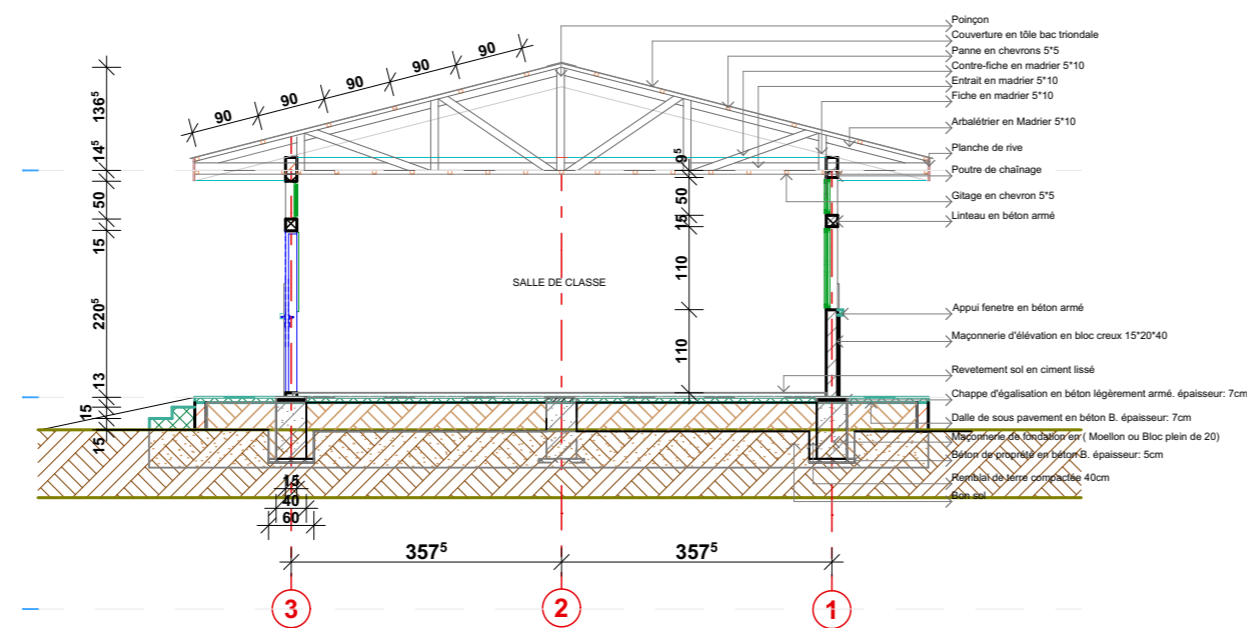 Poinçon
Couverture en tôle bac triondale
Panne en chevrons 5*5
Contre-fiche en madrier 5*10
Entrait en madrier 5*10
Fiche en madrier 5*10
Arbalétrier en Madrier 5*10
Planche de rive
Poutre de chaînage
Gitage en chevron 5*5
Linteau en béton armé
Appui fenetre en béton armé
Maçonnerie d'élévation en bloc creux 15*20*40
Revetement sol en ciment lissé
Chappe d'égalisation en béton légèrement armé. épaisseur: 7cm
Dalle de sous pavement en béton B. épaisseur: 7cm
Maçonnerie de fondation en ( Moellon ou Bloc plein de 20)
Béton de propreté en béton B. épaisseur: 5cm
Remblai de terre compactée 40cm
Bon sol
90
90
90
90
90
136⁵
14⁵
50
15
220⁵
13
15
15
SALLE DE CLASSE
9⁵
50
15
110
110
15
40
60
357⁵
357⁵
3
2
1